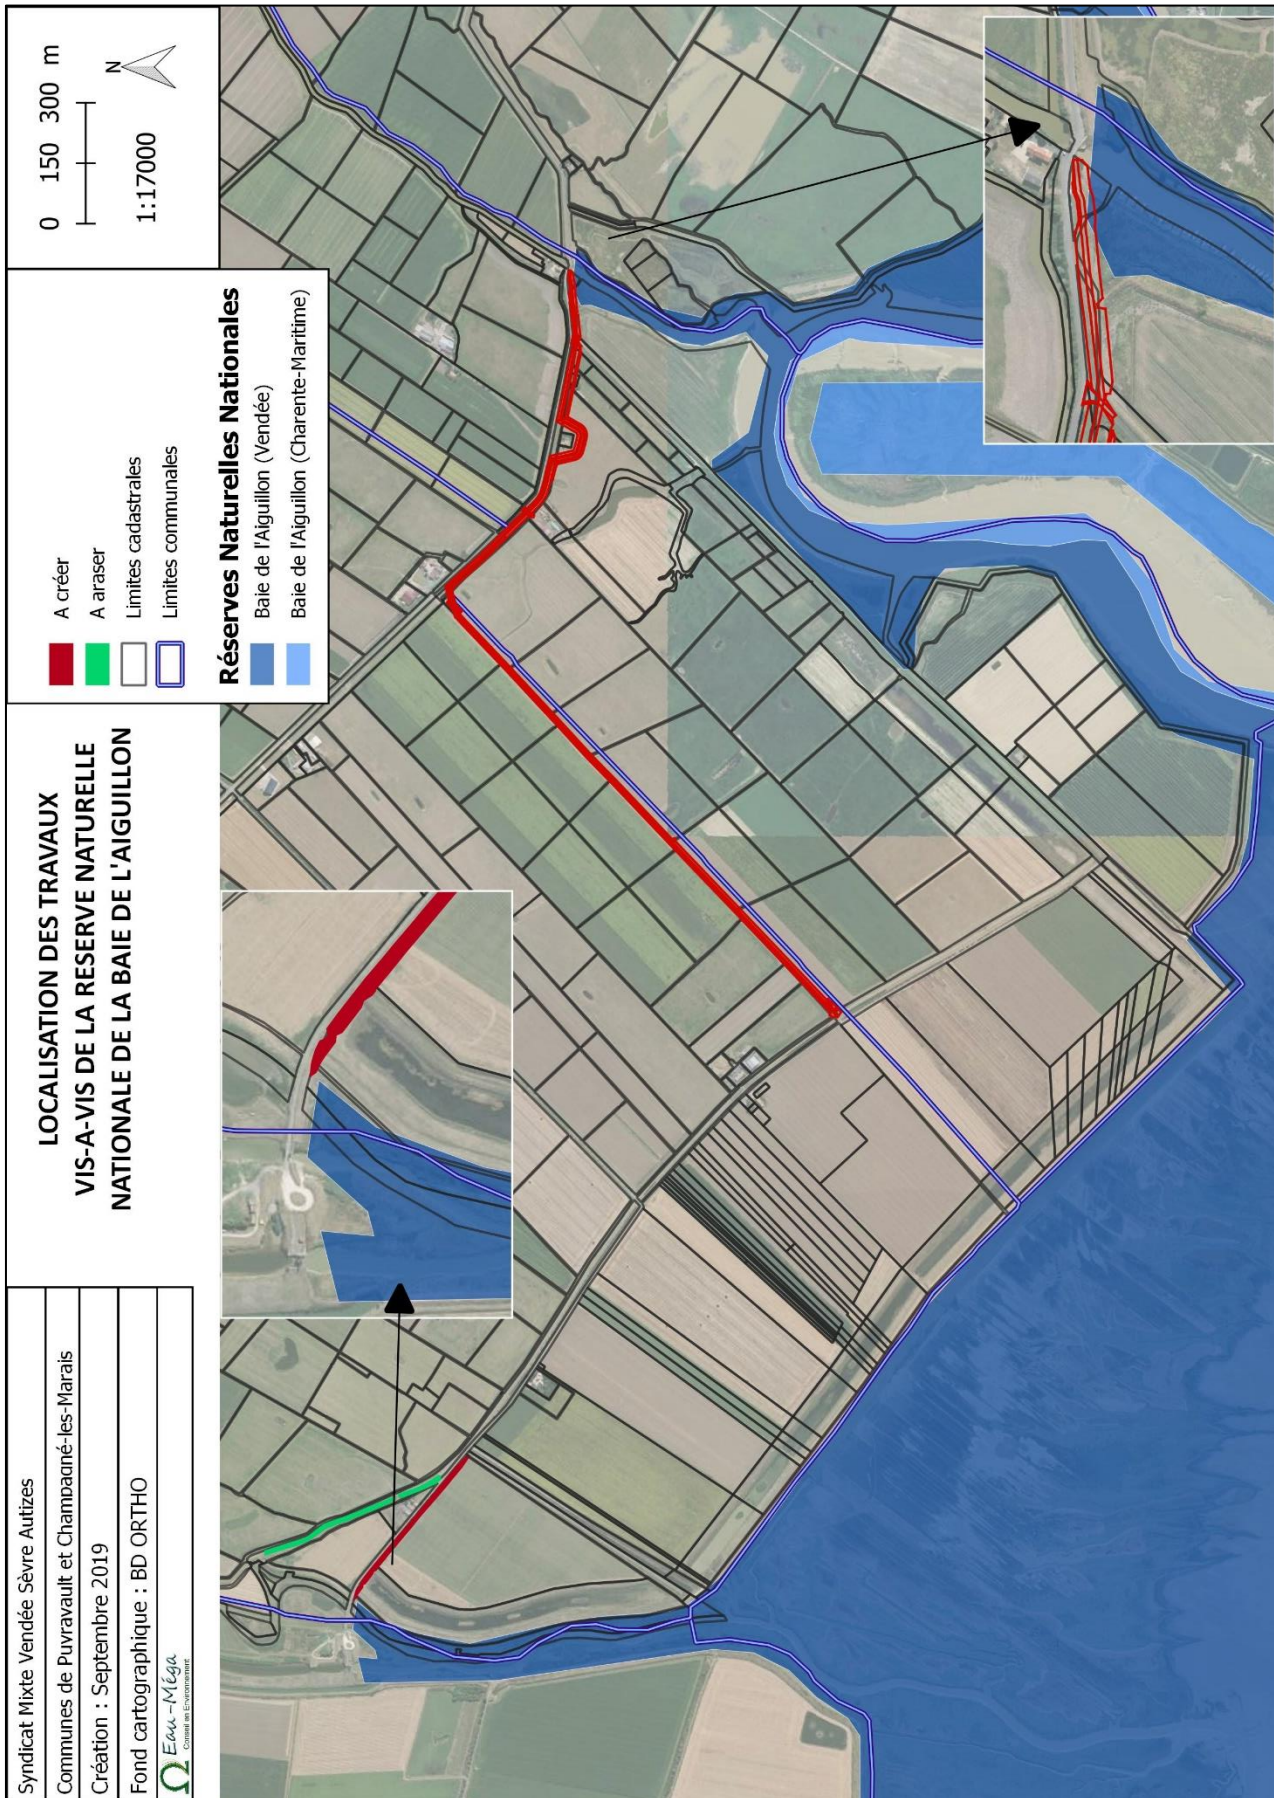 Syndicat Mixte Vendée Sèvre Autizes
Communes de Puyravault et Champagné-les-Marais
Création : Septembre 2019
Fond cartographique : BD ORTHO
Eau-Méga
Conseil en Environnement
LOCALISATION DES TRAVAUX
VIS-A-VIS DE LA RESERVE NATURELLE
NATIONALE DE LA BAIE DE L'AIGUILLON
A créer
A araser
Limites cadastrales
Limites communales
Réserves Naturelles Nationales
Baie de l'Aiguillon (Vendée)
Baie de l'Aiguillon (Charente-Maritime)
0 150 300 m
1:17000
N